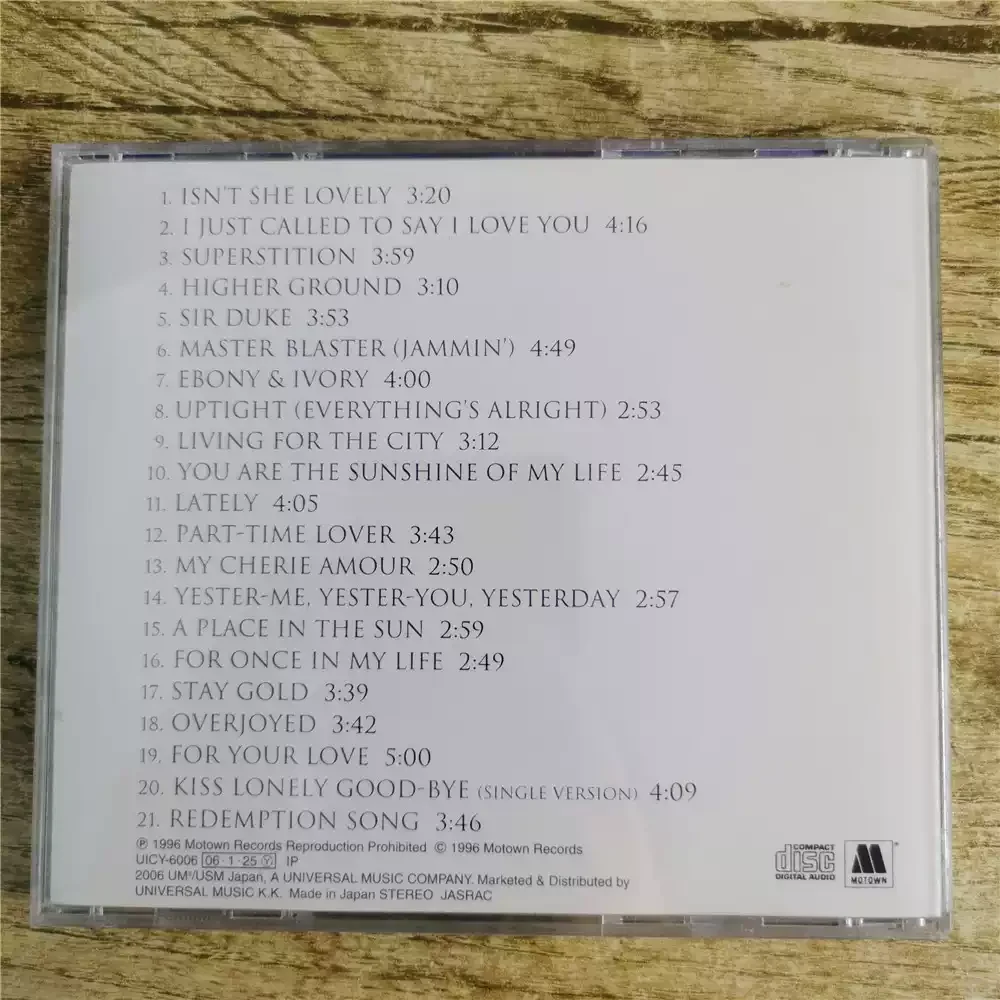 1. ISN'T SHE LOVELY 3:20
2. I JUST CALLED TO SAY I LOVE YOU 4:16
3. SUPERSTITION 3:59
4. HIGHER GROUND 3:10
5. SIR DUKE 3:53
6. MASTER BLASTER (JAMMIN') 4:49
7. EBONY & IVORY 4:00
8. UPTIGHT (EVERYTHING'S ALRIGHT) 2:53
9. LIVING FOR THE CITY 3:12
10. YOU ARE THE SUNSHINE OF MY LIFE 2:45
11. LATELY 4:05
12. PART-TIME LOVER 3:43
13. MY CHERIE AMOUR 2:50
14. YESTER-ME, YESTER-YOU, YESTERDAY 2:57
15. A PLACE IN THE SUN 2:59
16. FOR ONCE IN MY LIFE 2:49
17. STAY GOLD 3:39
18. OVERJOYED 3:42
19. FOR YOUR LOVE 5:00
20. KISS LONELY GOOD-BYE (SINGLE VERSION) 4:09
21. REDEMPTION SONG 3:46
℗ 1996 Motown Records Reproduction Prohibited © 1996 Motown Records
UICY-6006 06·1·25 Ⓨ IP
2006 UM³/USM Japan, A UNIVERSAL MUSIC COMPANY. Marketed & Distributed by
UNIVERSAL MUSIC K.K. Made in Japan STEREO JASRAC
COMPACT
disc
DIGITAL AUDIO
M
MOTOWN